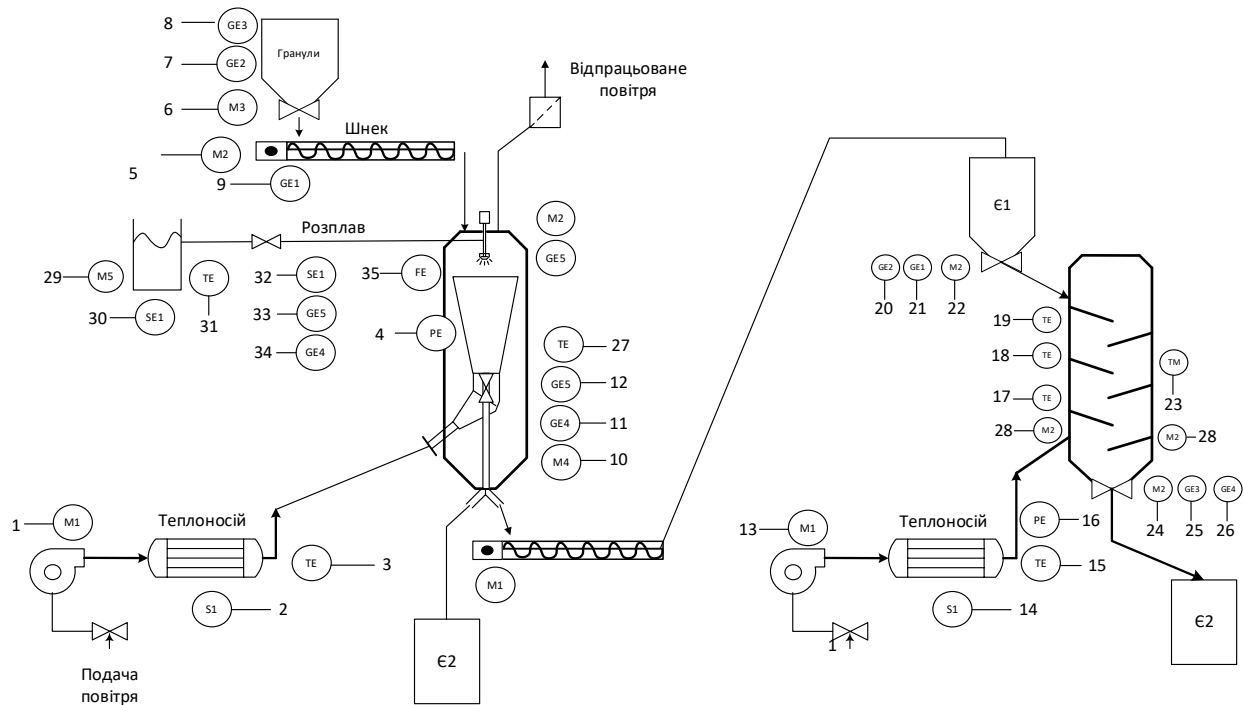 8
GE3
Гранули
7
GE2
6
M3
Шнек
5
M2
9
GE1
Відпрацьоване
повітря
Розплав
M2
GE5
29
M5
TE
31
30
SE1
32
SE1
33
GE5
34
GE4
35
FE
4
PE
TE
27
GE5
12
GE4
11
M4
10
1
M1
Теплоносій
TE
3
S1
2
Подача
повітря
M1
Є2
Є1
GE2
GE1
M2
20
21
22
19
TE
18
TE
17
TE
28
M2
TM
23
M2
28
M2
GE3
GE4
24
25
26
13
M1
Теплоносій
PE
16
TE
15
S1
14
1
Є2